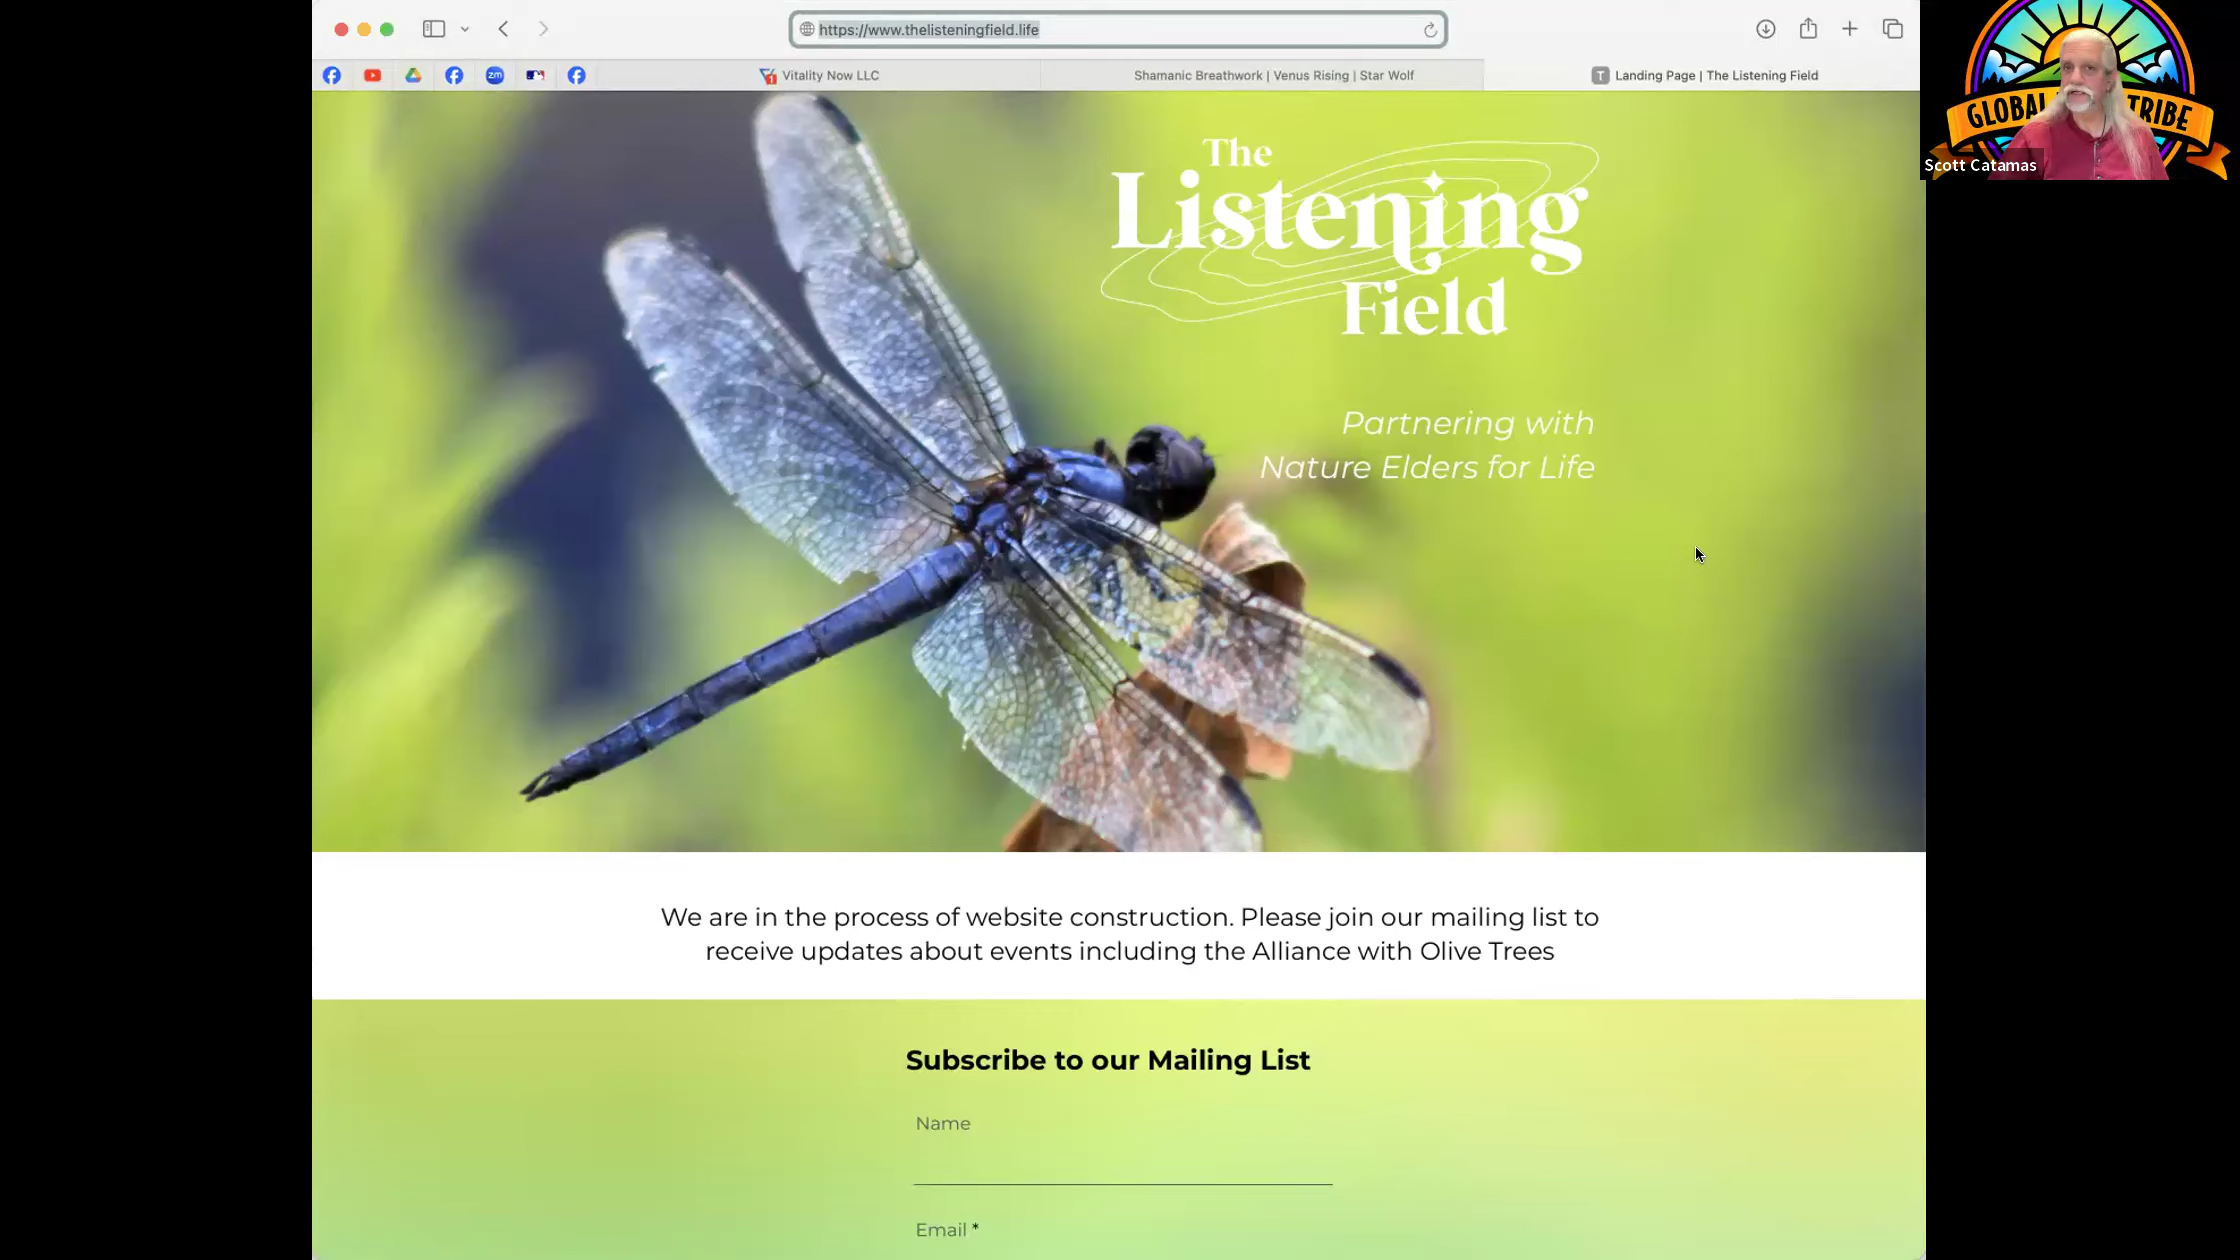 https://www.thelisteningfield.life
zm
Vitality Now LLC
Shamanic Breathwork | Venus Rising | Star Wolf
T
Landing Page | The Listening Field
GLOBAL
TRIBE
Scott Catamas
The
Listening
Field
Partnering with
Nature Elders for Life
We are in the process of website construction. Please join our mailing list to
receive updates about events including the Alliance with Olive Trees
Subscribe to our Mailing List
Name
Email *